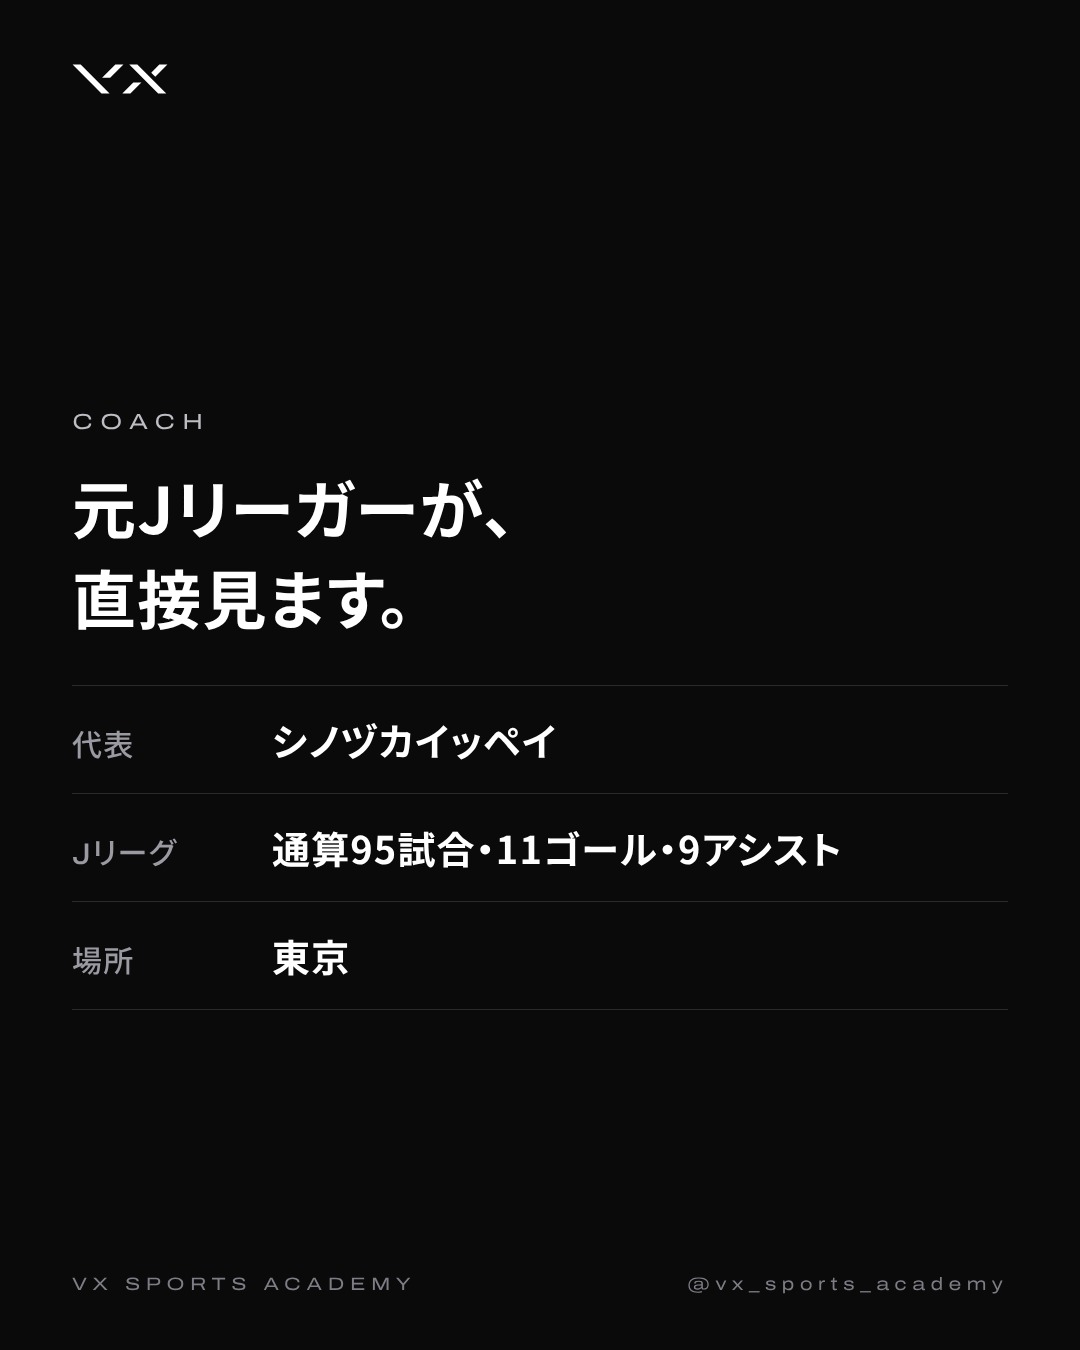 VX
COACH
元Jリーガーが、
直接見ます。
代表 シノヅカイッペイ
Jリーグ 通算95試合・11ゴール・9アシスト
場所 東京
VX SPORTS ACADEMY @vx_sports_academy